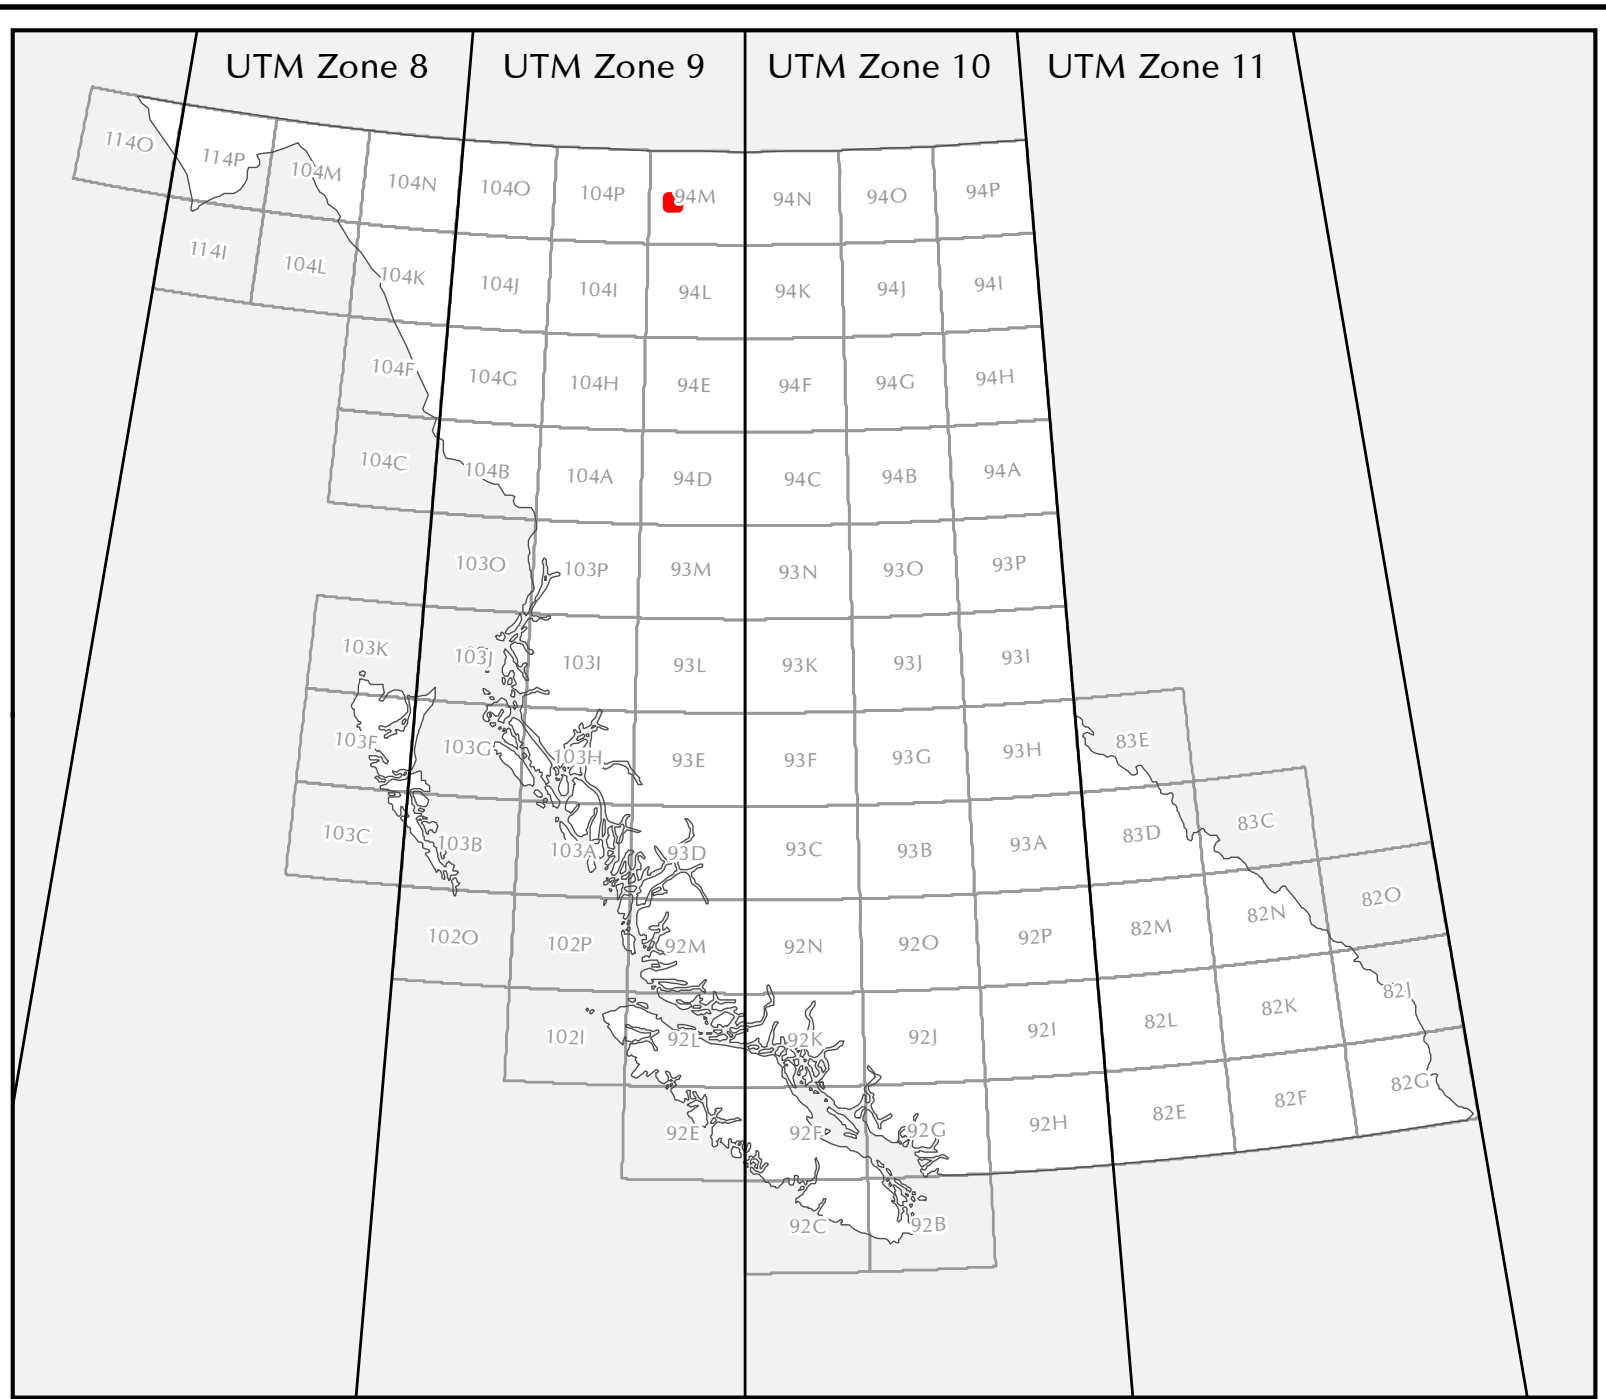 UTM Zone 8 UTM Zone 9 UTM Zone 10 UTM Zone 11
114O 114P 104M 104N 104O 104P 94M 94N 94O 94P
114I 104L 104K 104J 104I 94L 94K 94J 94I
104F 104G 104H 94E 94F 94G 94H
104C 104B 104A 94D 94C 94B 94A
103O 103P 93M 93N 93O 93P
103K 103J 103I 93L 93K 93J 93I
103F 103G 103H 93E 93F 93G 93H 83E
103C 103B 103A 93D 93C 93B 93A 83D 83C
102O 102P 92M 92N 92O 92P 82M 82N 82O
102I 92L 92K 92J 92I 82L 82K 82J
92E 92F 92G 92H 82E 82F 82G
92C 92B